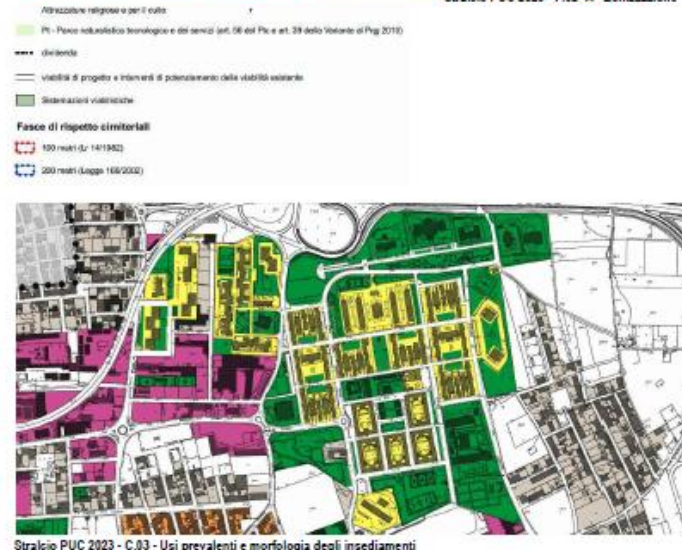 Attrezzature religiose e per il culto
Pt - Parco naturalistico tecnologico e dei servizi (art. 56 del Ptc e art. 39 della Variante al Prg 2010)
dividenda
viabilità di progetto e interventi di potenziamento della viabilità esistente
Sistemazioni viabilistiche
Fasce di rispetto cimiteriali
100 metri (Lr 14/1982)
200 metri (Legge 166/2002)
Stralcio PUC 2023 - C.03 - Usi prevalenti e morfologia degli insediamenti